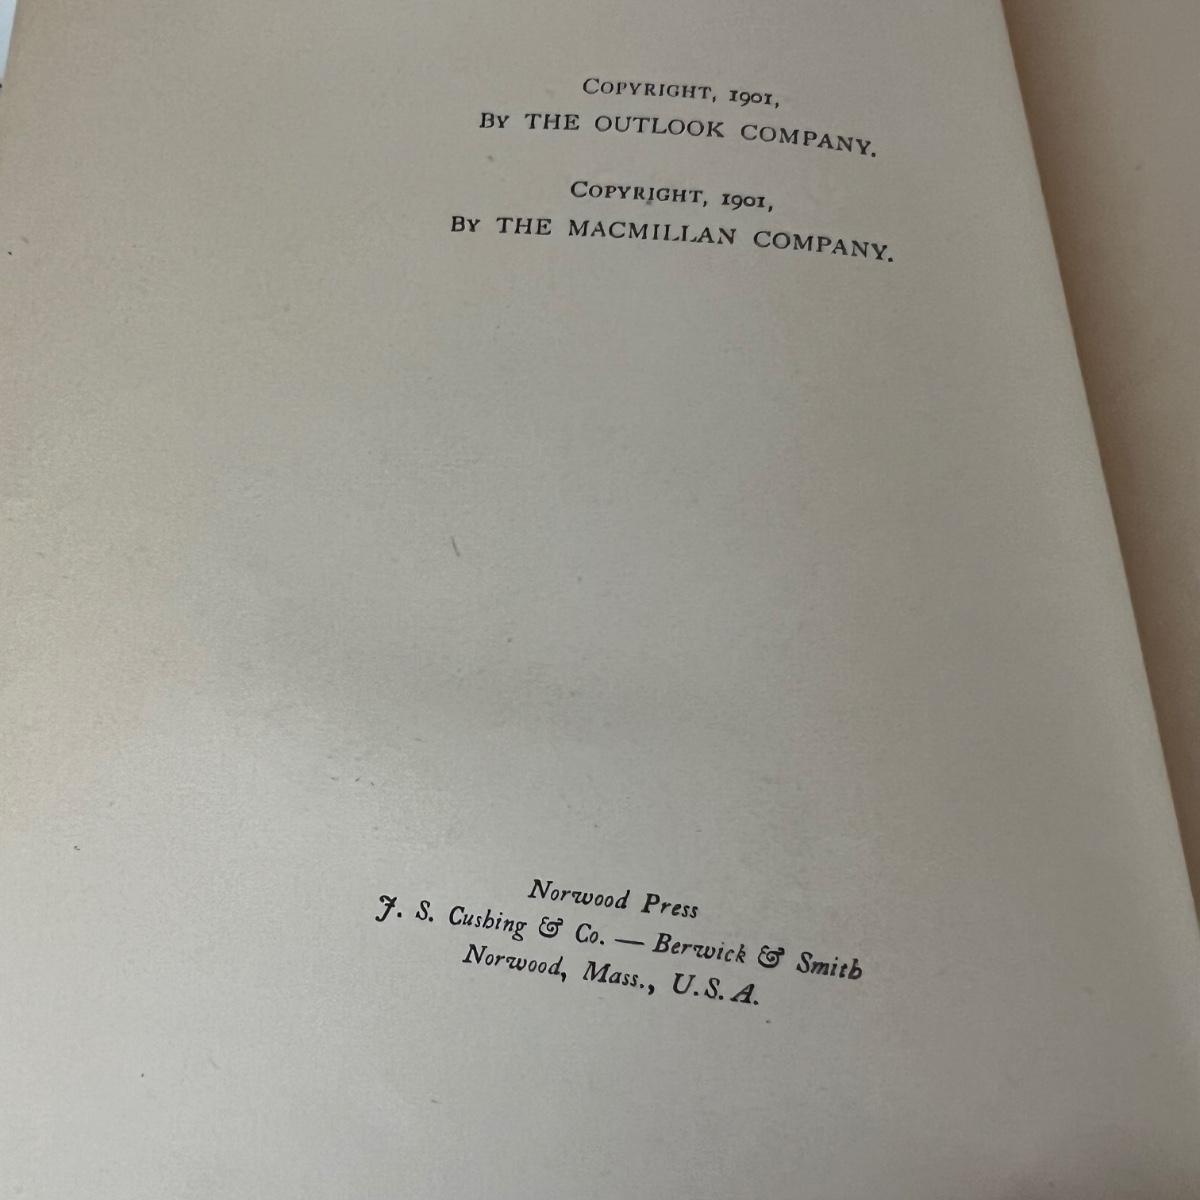 COPYRIGHT, 1901,
BY THE OUTLOOK COMPANY.
COPYRIGHT, 1901,
BY THE MACMILLAN COMPANY.
Norwood Press
J. S. Cushing & Co. — Berwick & Smith
Norwood, Mass., U.S.A.